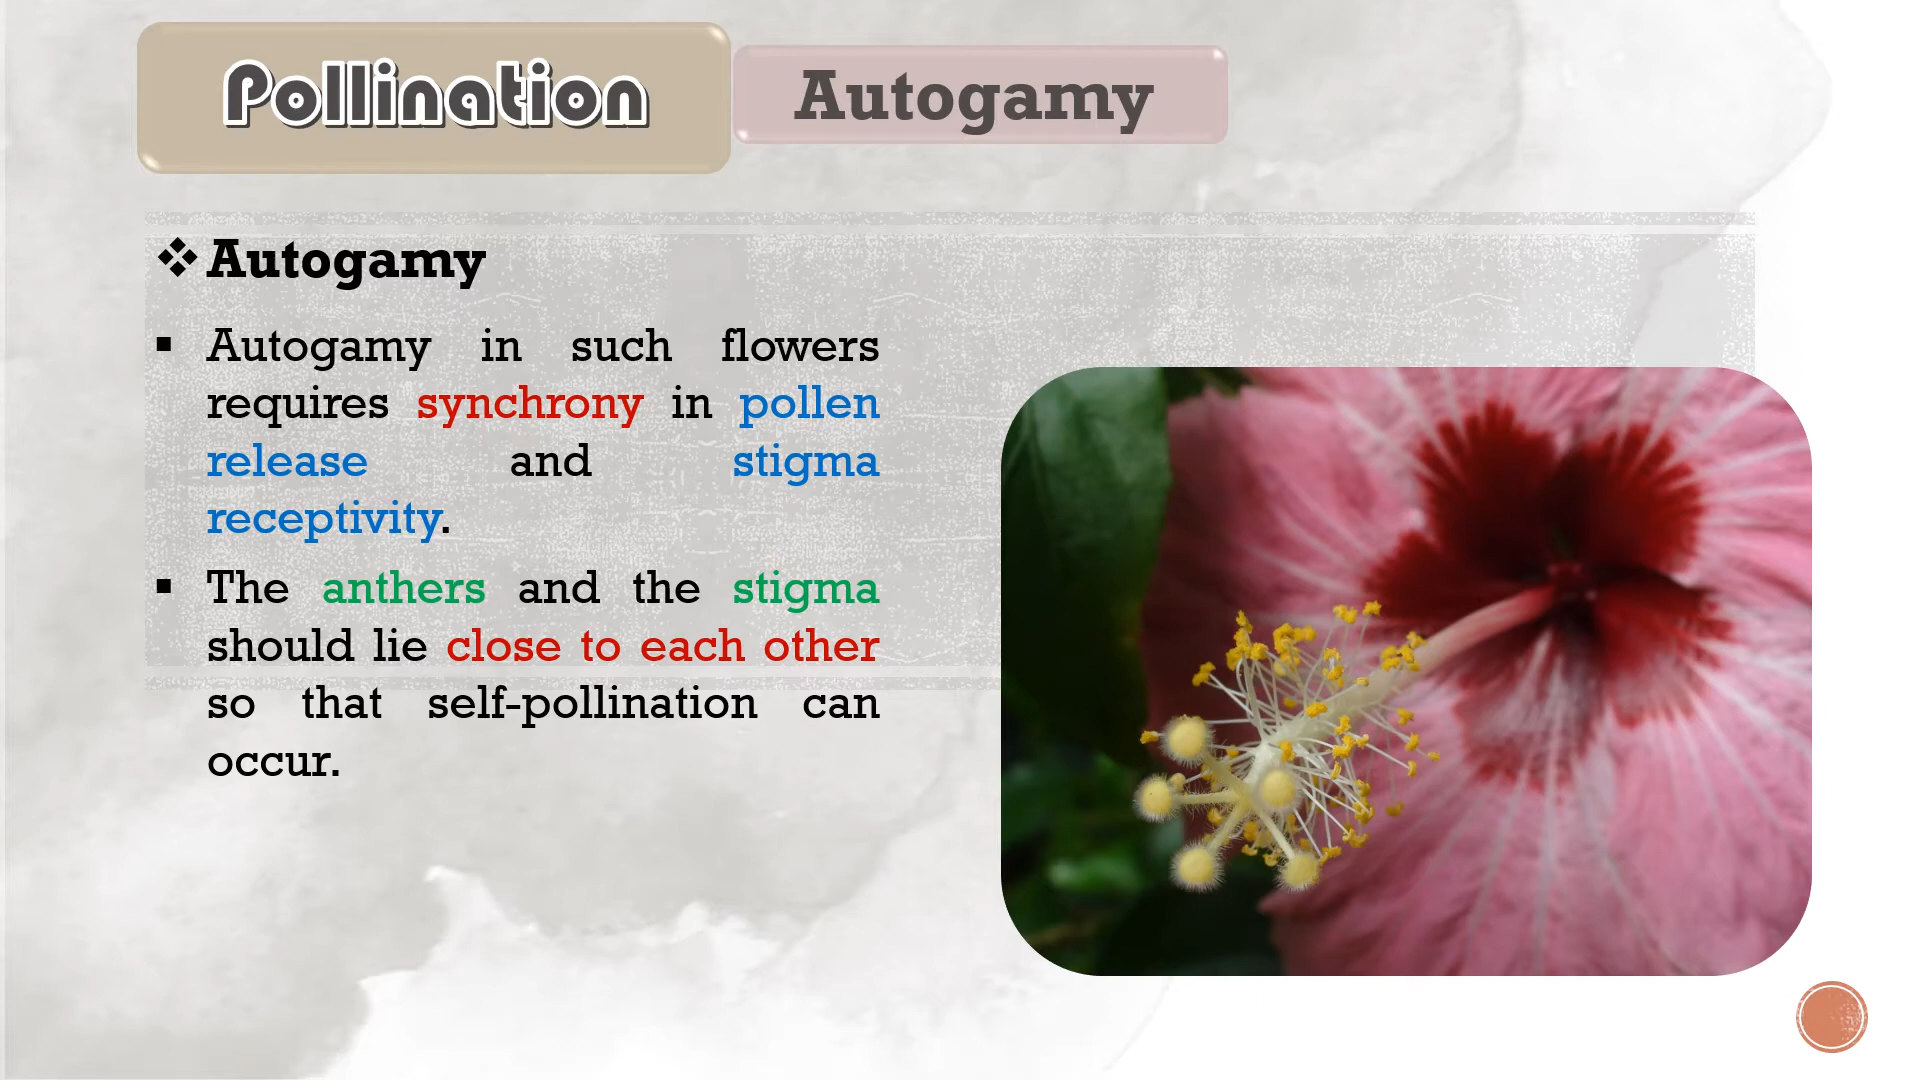 Pollination
Autogamy
Autogamy
Autogamy in such flowers
requires synchrony in pollen
release and stigma
receptivity.
The anthers and the stigma
should lie close to each other
so that self-pollination can
occur.